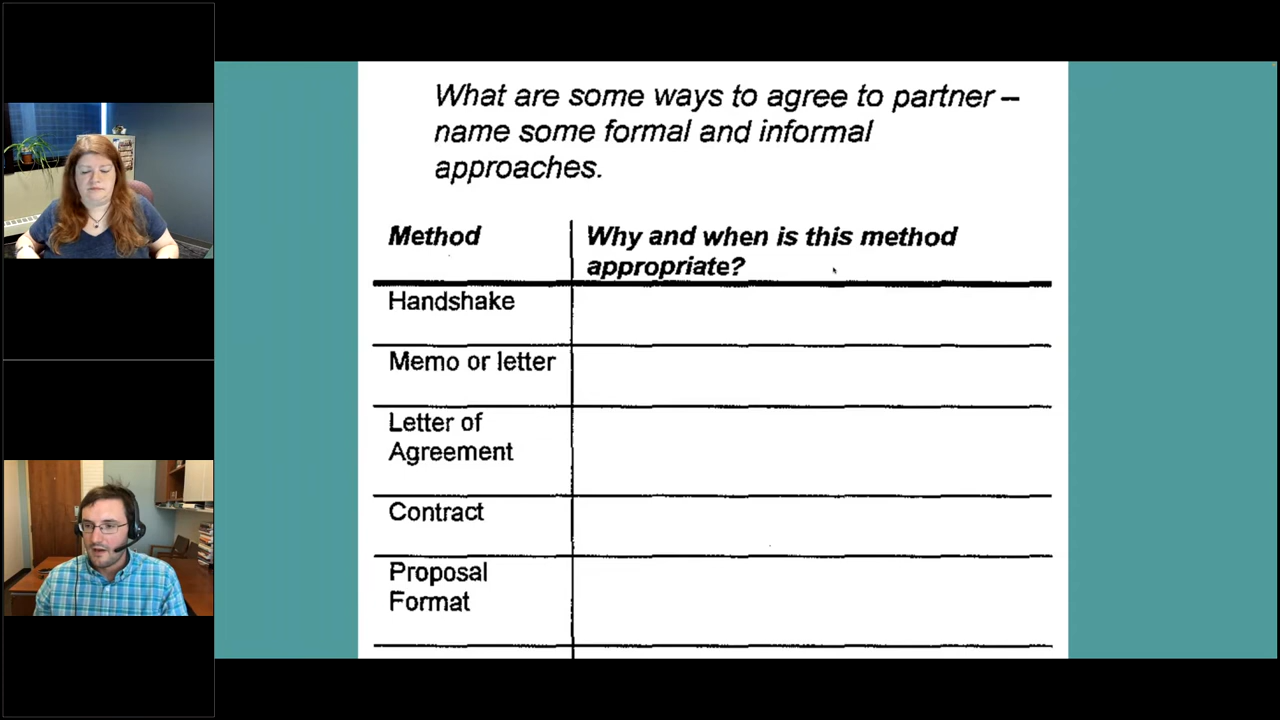 What are some ways to agree to partner –
name some formal and informal
approaches.
Method
Why and when is this method
appropriate?
Handshake
Memo or letter
Letter of
Agreement
Contract
Proposal
Format